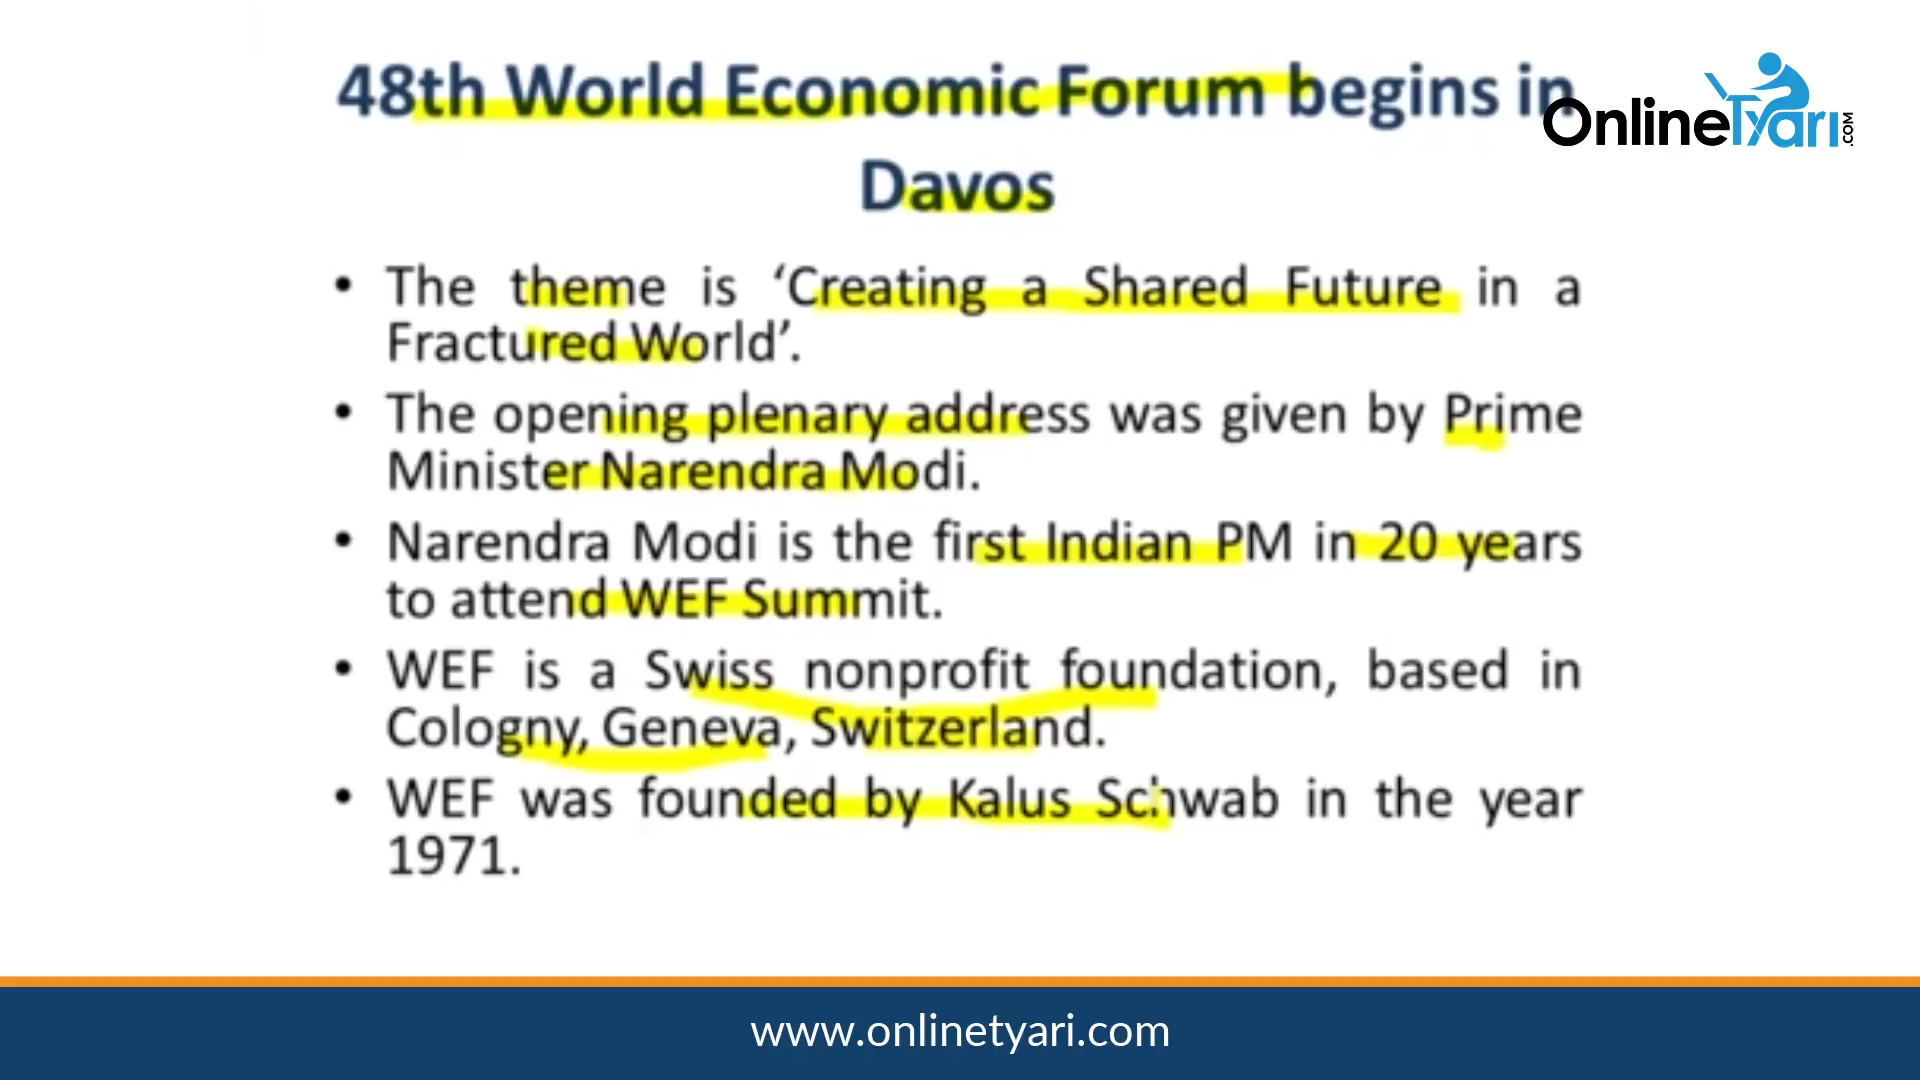 48th World Economic Forum begins in
OnlineTyari.COM
Davos
• The theme is ‘Creating a Shared Future in a
Fractured World’.
• The opening plenary address was given by Prime
Minister Narendra Modi.
• Narendra Modi is the first Indian PM in 20 years
to attend WEF Summit.
• WEF is a Swiss nonprofit foundation, based in
Cologny, Geneva, Switzerland.
• WEF was founded by Kalus Schwab in the year
1971.
www.onlinetyari.com